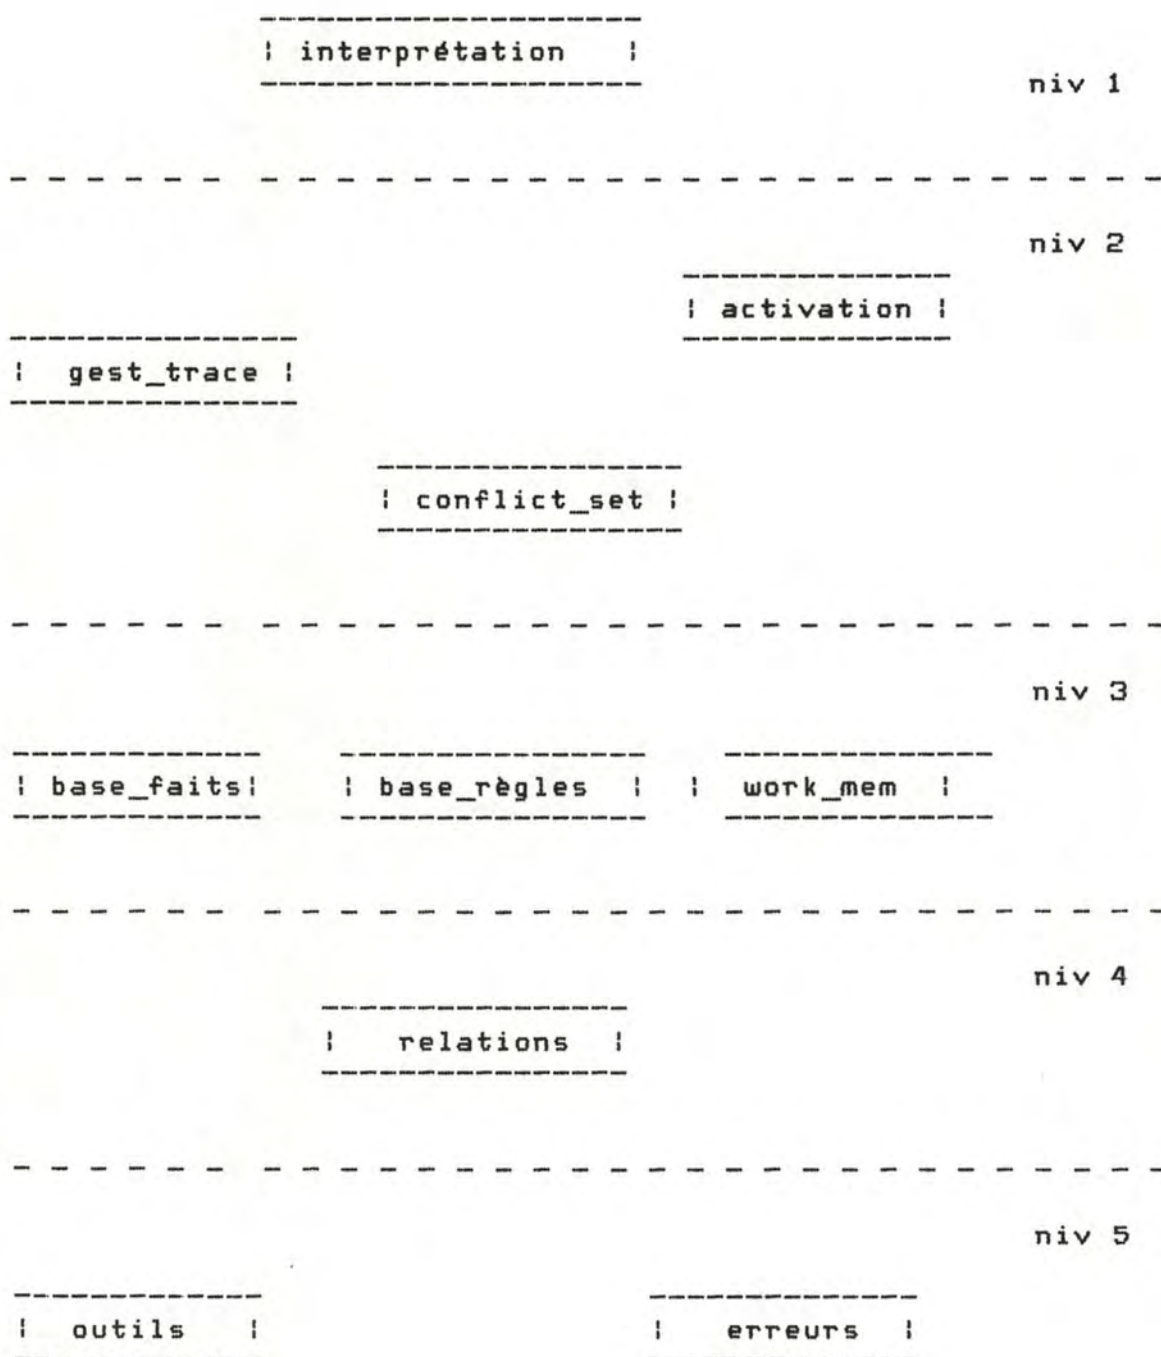 interprétation
niv 1
niv 2
activation
gest_trace
conflict_set
niv 3
base_faits base_règles work_mem
niv 4
relations
niv 5
outils erreurs